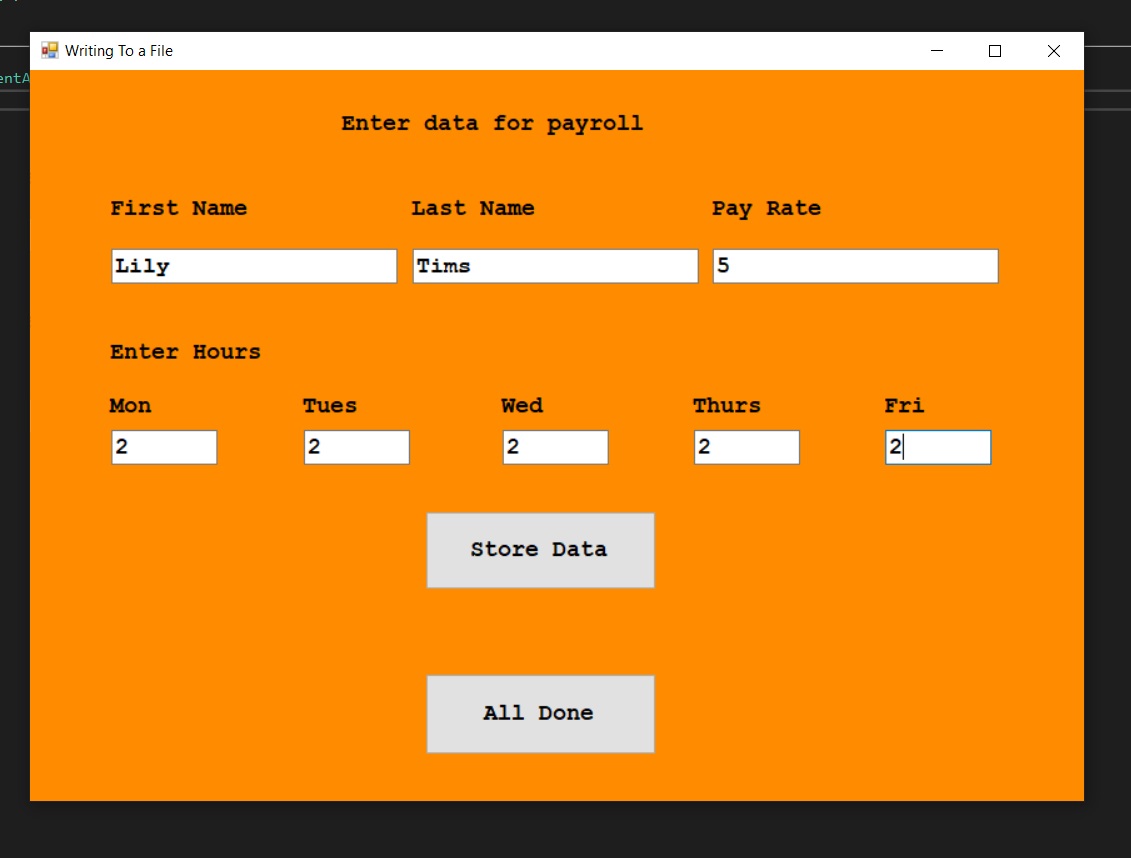 Writing To a File
entA
Enter data for payroll
First Name Last Name Pay Rate
Lily Tims 5
Enter Hours
Mon Tues Wed Thurs Fri
2 2 2 2 2
Store Data
All Done